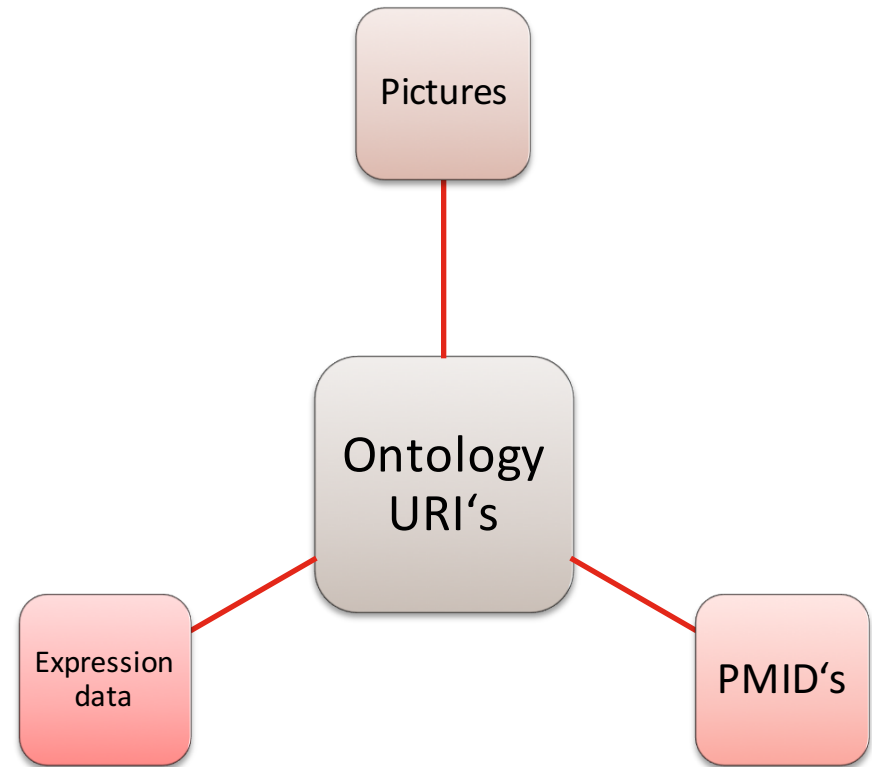 Pictures
Ontology
URI‘s
Expression
data
PMID‘s